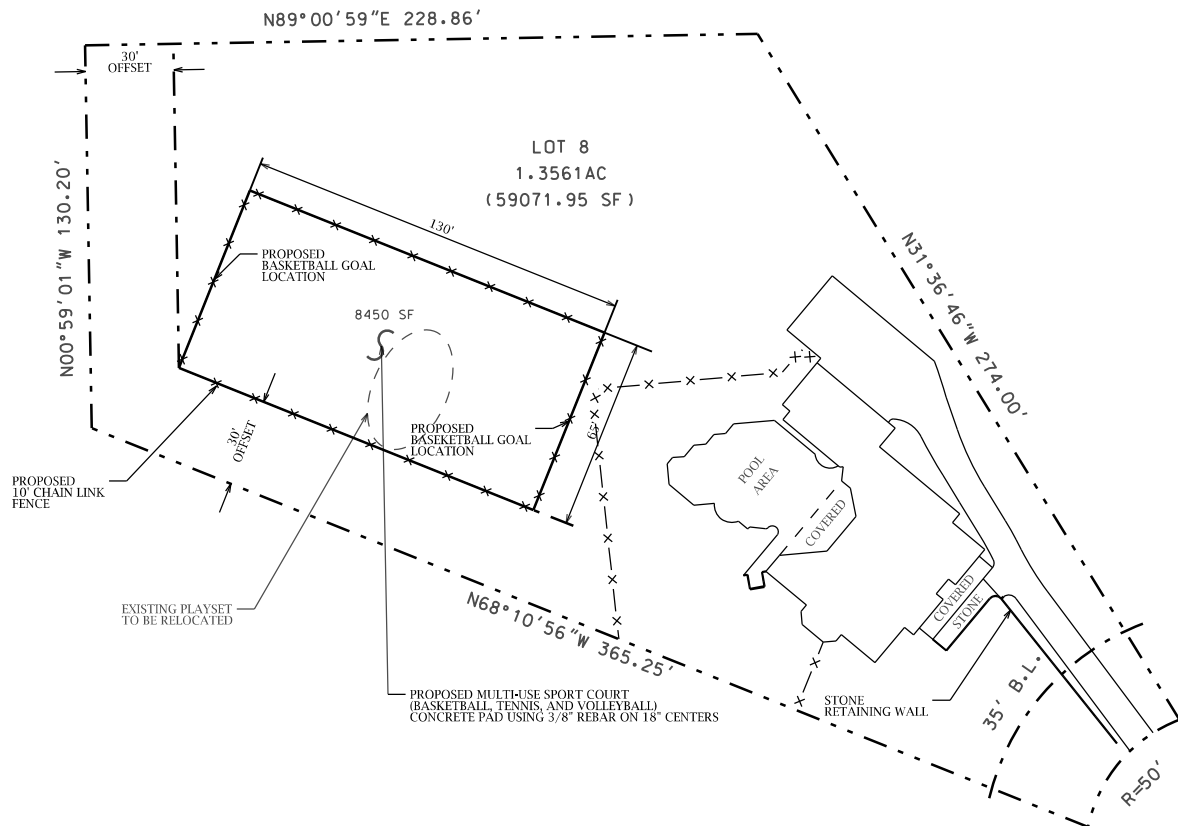 N89°00'59"E 228.86'
30'
OFFSET
LOT 8
1.3561AC
(59071.95 SF)
N00°59'01"W 130.20'
130'
N31°36'46"W 274.00'
PROPOSED
BASKETBALL GOAL
LOCATION
8450 SF
65'
PROPOSED
BASEKETBALL GOAL
LOCATION
30'
OFFSET
POOL
AREA
COVERED
PROPOSED
10' CHAIN LINK
FENCE
EXISTING PLAYSET
TO BE RELOCATED
N68°10'56"W 365.25'
COVERED
STONE
PROPOSED MULTI-USE SPORT COURT
(BASKETBALL, TENNIS, AND VOLLEYBALL)
CONCRETE PAD USING 3/8" REBAR ON 18" CENTERS
STONE
RETAINING WALL
35' B.L.
R=50'